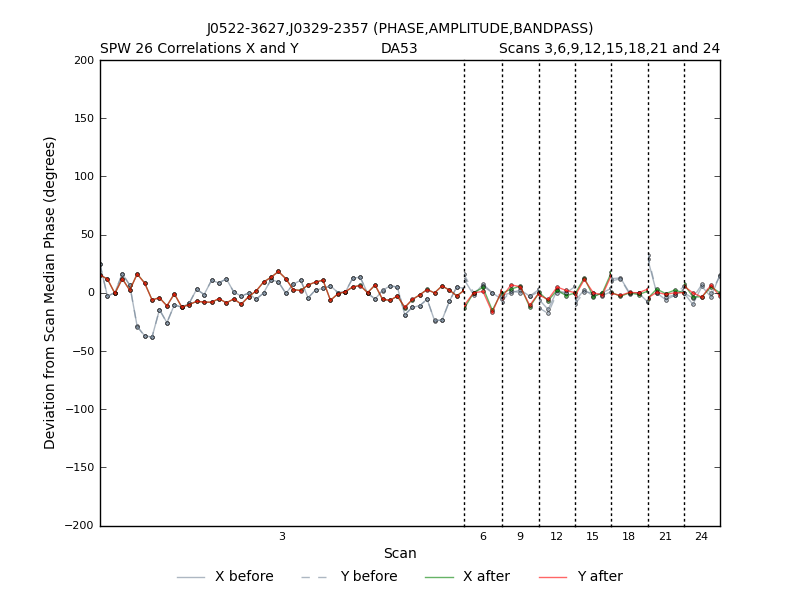 J0522-3627,J0329-2357 (PHASE,AMPLITUDE,BANDPASS)
SPW 26 Correlations X and Y DA53 Scans 3,6,9,12,15,18,21 and 24
200
150
100
50
0
−50
−100
−150
−200
Deviation from Scan Median Phase (degrees)
3 6 9 12 15 18 21 24
Scan
X before Y before X after Y after